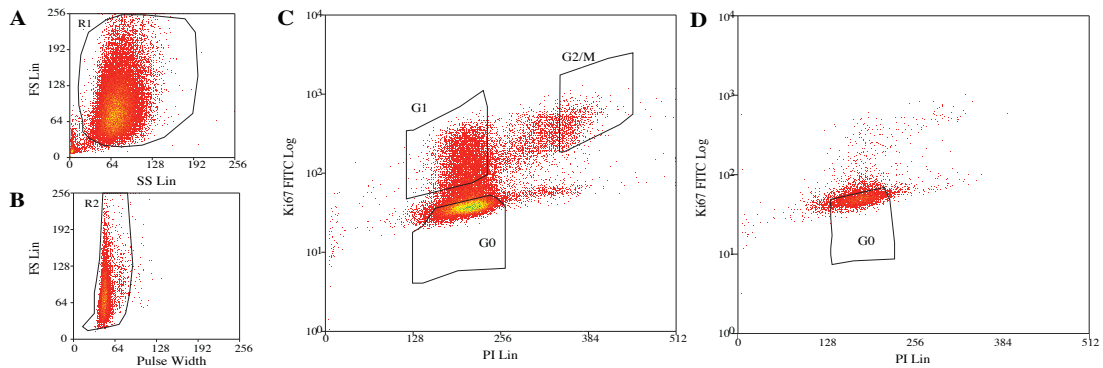 A
256
192
128
64
0
FS Lin
R1
0
64
128
192
256
SS Lin
B
256
192
128
64
0
FS Lin
R2
0
64
128
192
256
Pulse Width
C
10^4
10^3
10^2
10^1
10^0
Ki67 FITC Log
G1
G2/M
G0
0
128
256
384
512
PI Lin
D
10^4
10^3
10^2
10^1
10^0
Ki67 FITC Log
G0
0
128
256
384
512
PI Lin